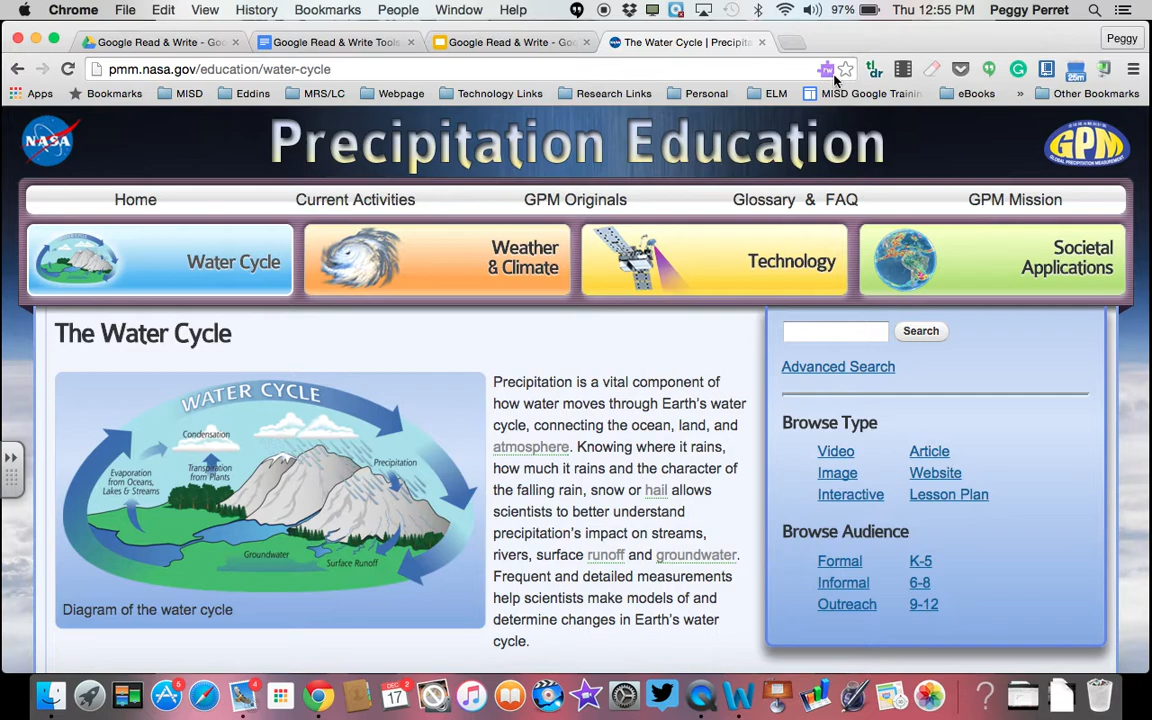 Chrome File Edit View History Bookmarks People Window Help 97% Thu 12:55 PM Peggy Perret
Google Read & Write - Go Google Read & Write Tools Google Read & Write - Go The Water Cycle | Precipita Peggy
pmm.nasa.gov/education/water-cycle
tl;dr
25m
Apps Bookmarks MISD Eddins MRS/LC Webpage Technology Links Research Links Personal ELM MISD Google Trainin eBooks » Other Bookmarks
NASA
Precipitation Education
GPM
Home Current Activities GPM Originals Glossary & FAQ GPM Mission
Water Cycle
Weather
& Climate
Technology
Societal
Applications
The Water Cycle
WATER CYCLE
Condensation
Precipitation
Evaporation
from Oceans,
Lakes & Streams
Transpiration
from Plants
Groundwater
Surface Runoff
Diagram of the water cycle
Precipitation is a vital component of
how water moves through Earth's water
cycle, connecting the ocean, land, and
atmosphere. Knowing where it rains,
how much it rains and the character of
the falling rain, snow or hail allows
scientists to better understand
precipitation's impact on streams,
rivers, surface runoff and groundwater.
Frequent and detailed measurements
help scientists make models of and
determine changes in Earth's water
cycle.
Search
Advanced Search
Browse Type
Video Article
Image Website
Interactive Lesson Plan
Browse Audience
Formal K-5
Informal 6-8
Outreach 9-12
6
4
DEC
17
2